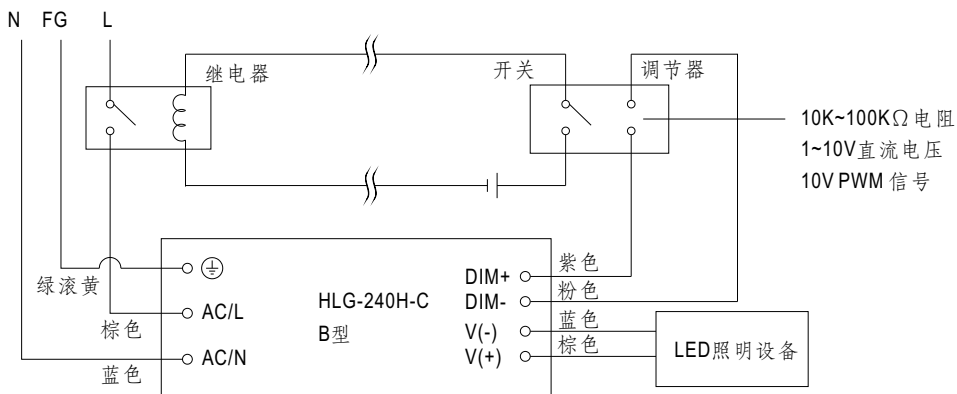 N FG L
继电器
开关
调节器
10K~100KΩ电阻
1~10V直流电压
10V PWM 信号
绿滚黄
棕色
蓝色
AC/L
AC/N
HLG-240H-C
B型
DIM+
DIM-
V(-)
V(+)
紫色
粉色
蓝色
棕色
LED照明设备